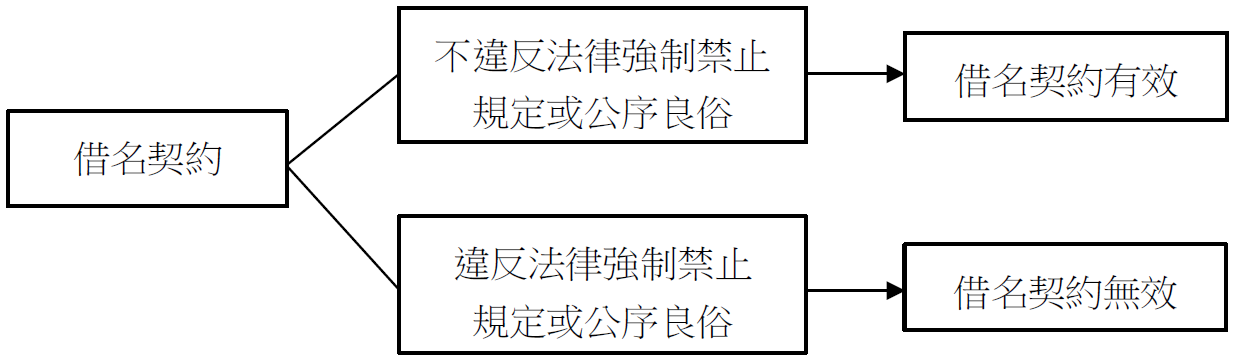 借名契約
不違反法律強制禁止
規定或公序良俗
借名契約有效
違反法律強制禁止
規定或公序良俗
借名契約無效